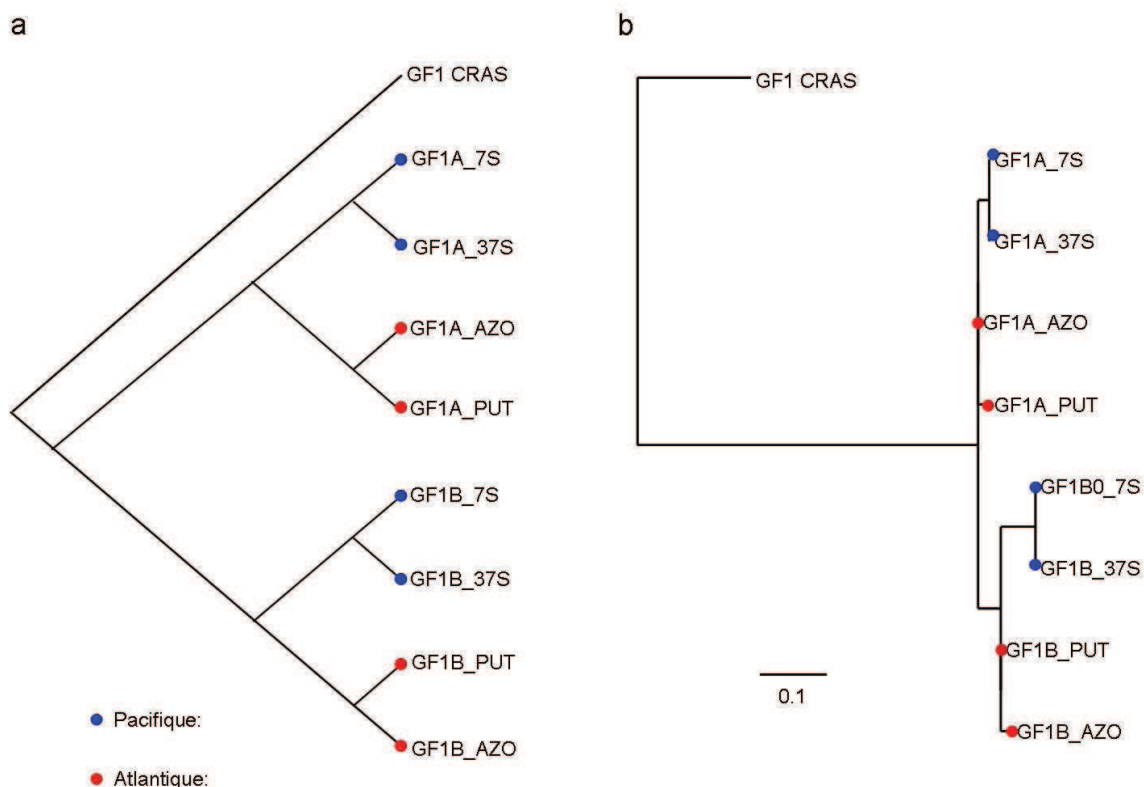 a
GF1 CRAS
GF1A_7S
GF1A_37S
GF1A_AZO
GF1A_PUT
GF1B_7S
GF1B_37S
GF1B_PUT
GF1B_AZO
Pacifique:
Atlantique:
b
GF1 CRAS
GF1A_7S
GF1A_37S
GF1A_AZO
GF1A_PUT
GF1B0_7S
GF1B_37S
GF1B_PUT
GF1B_AZO
0.1